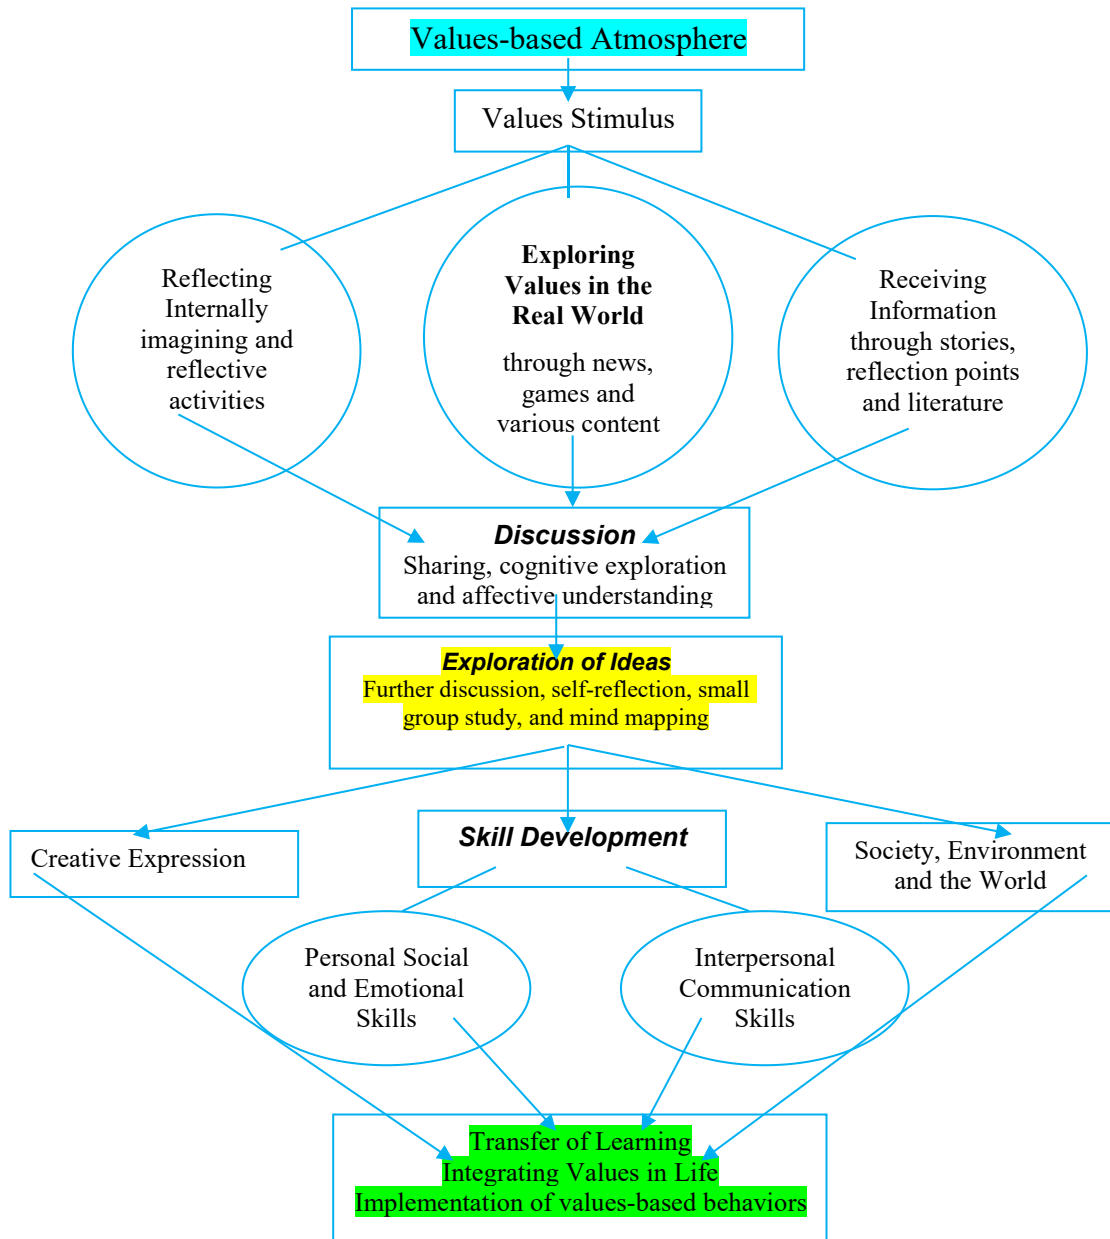 Values-based Atmosphere
Values Stimulus
Reflecting
Internally
imagining and
reflective
activities
Exploring
Values in the
Real World
through news,
games and
various content
Receiving
Information
through stories,
reflection points
and literature
Discussion
Sharing, cognitive exploration
and affective understanding
Exploration of Ideas
Further discussion, self-reflection, small
group study, and mind mapping
Creative Expression
Skill Development
Society, Environment
and the World
Personal Social
and Emotional
Skills
Interpersonal
Communication
Skills
Transfer of Learning
Integrating Values in Life
Implementation of values-based behaviors